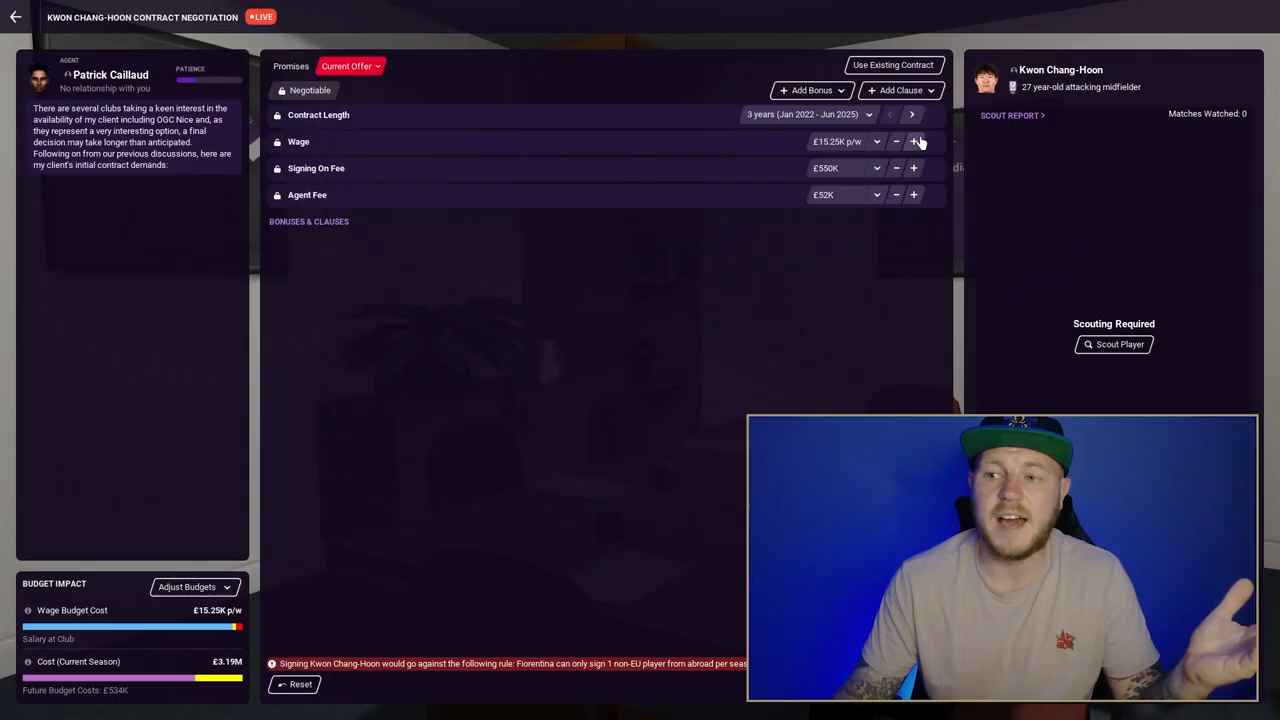 KWON CHANG-HOON CONTRACT NEGOTIATION
LIVE
AGENT
Patrick Caillaud
No relationship with you
PATIENCE
There are several clubs taking a keen interest in the
availability of my client including OGC Nice and, as
they represent a very interesting option, a final
decision may take longer than anticipated.
Following on from our previous discussions, here are
my client's initial contract demands:
BUDGET IMPACT
Adjust Budgets
Wage Budget Cost
£15.25K p/w
Salary at Club
Cost (Current Season)
£3.19M
Future Budget Costs: £534K
Promises
Current Offer
Use Existing Contract
Negotiable
+ Add Bonus
+ Add Clause
Contract Length
3 years (Jan 2022 - Jun 2025)
Wage
£15.25K p/w
Signing On Fee
£550K
Agent Fee
£52K
BONUSES & CLAUSES
Signing Kwon Chang-Hoon would go against the following rule: Fiorentina can only sign 1 non-EU player from abroad per seas
Reset
Kwon Chang-Hoon
27 year-old attacking midfielder
SCOUT REPORT >
Matches Watched: 0
Scouting Required
Scout Player